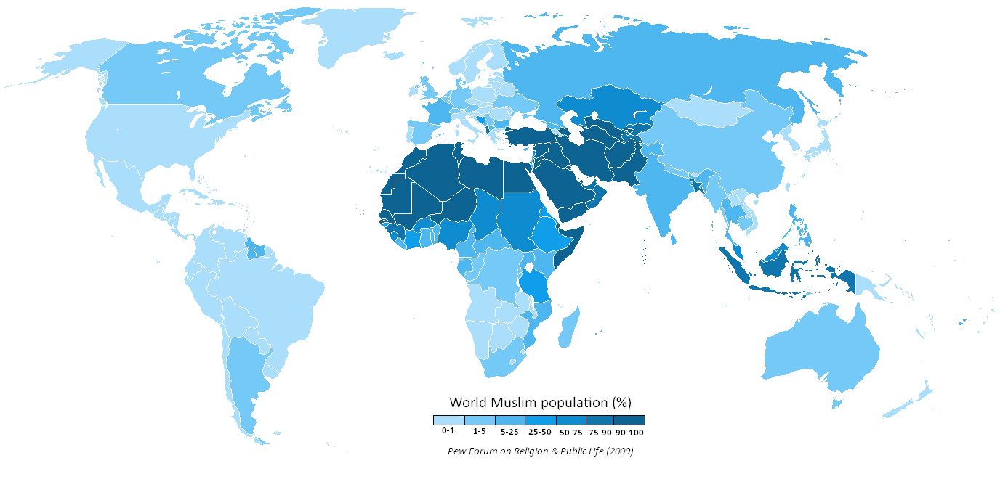 World Muslim population (%)
0-1 1-5 5-25 25-50 50-75 75-90 90-100
Pew Forum on Religion & Public Life (2009)